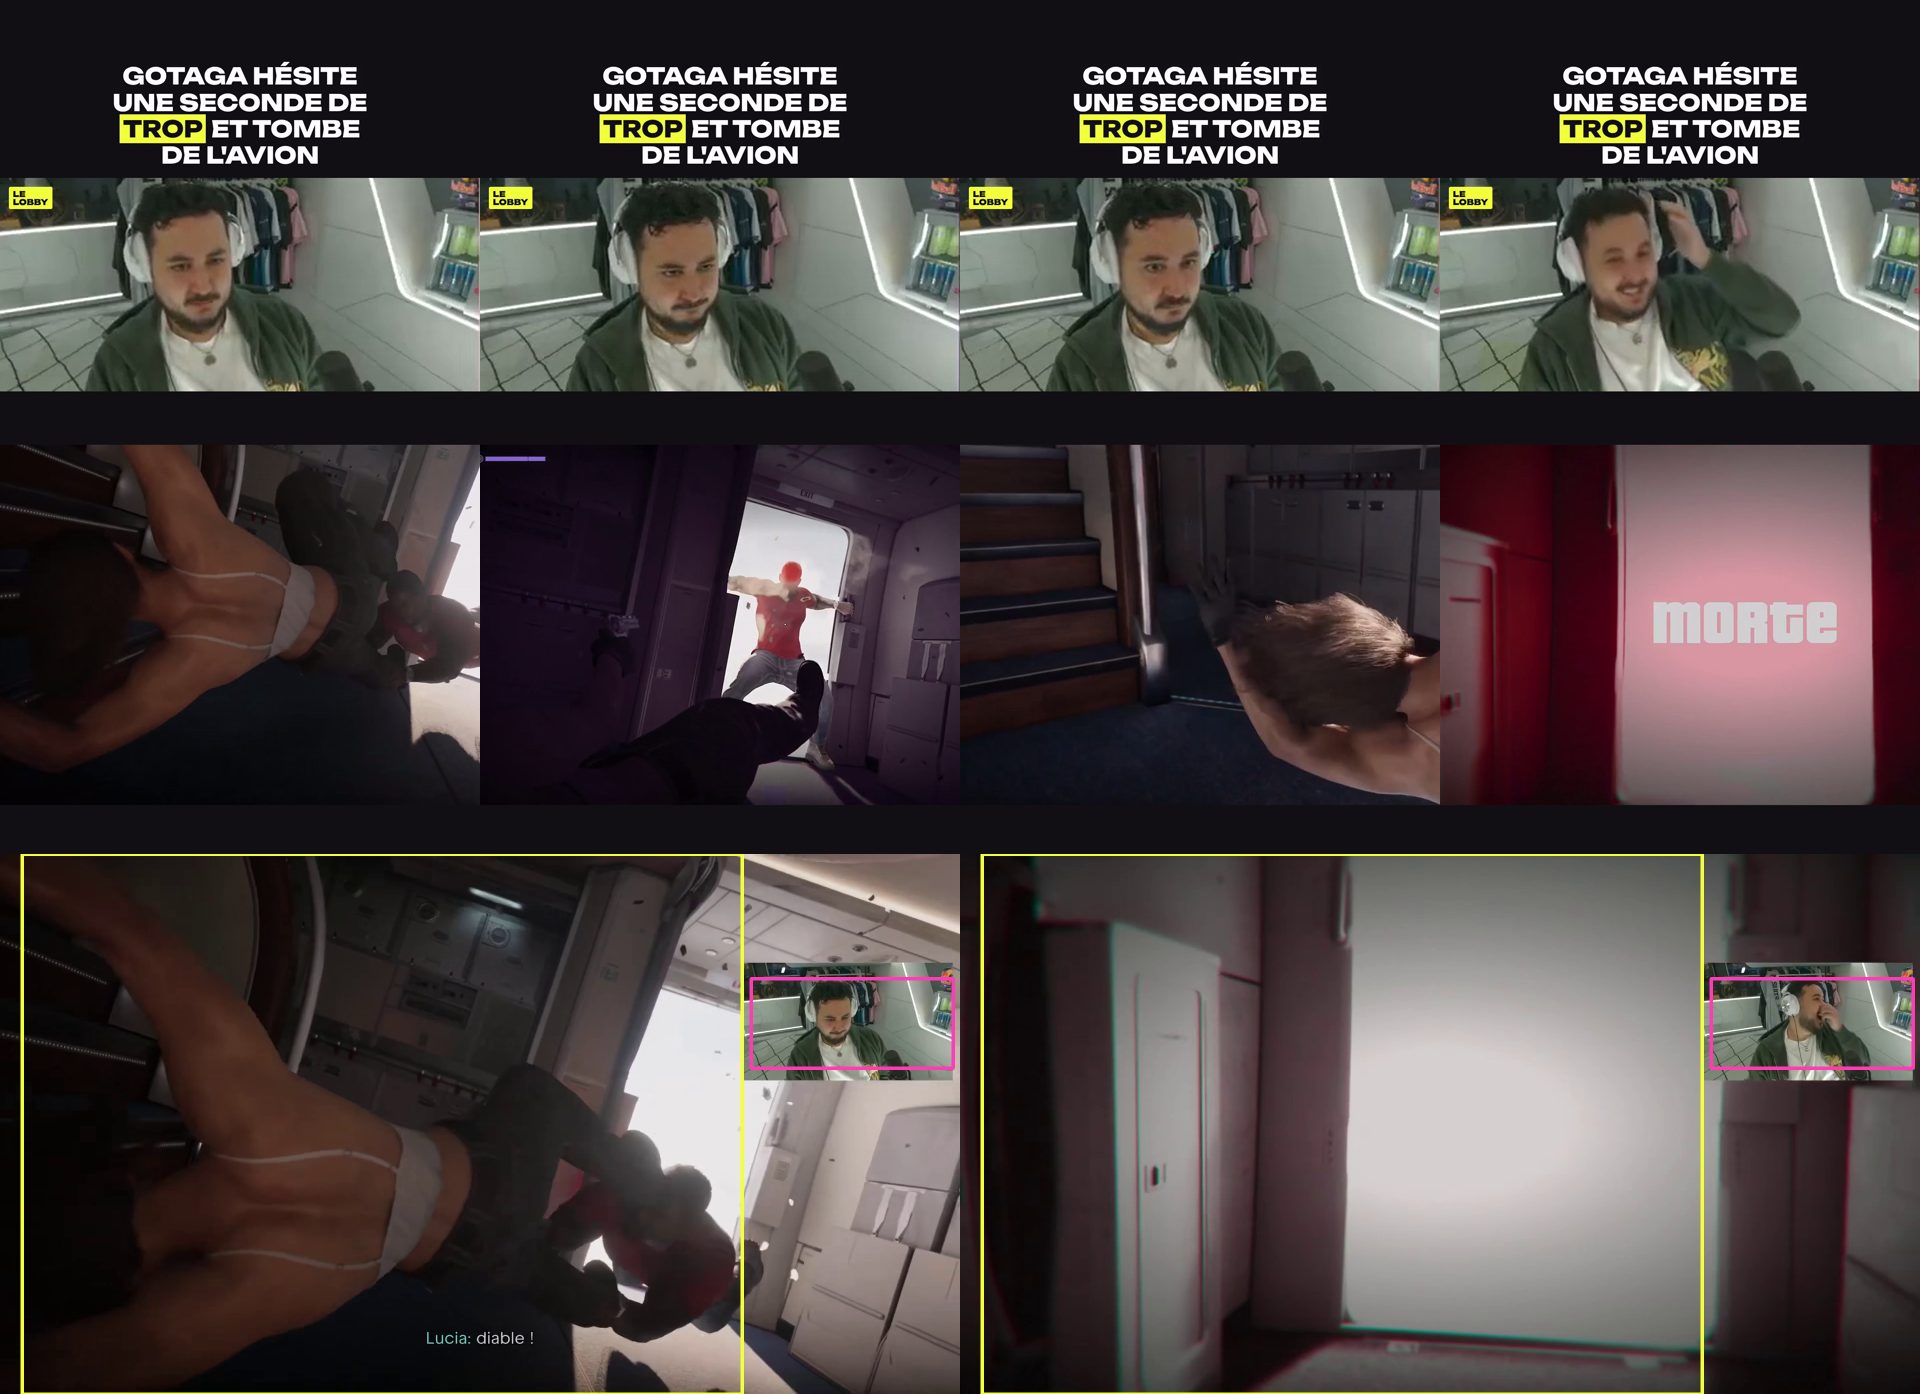 GOTAGA HÉSITE
UNE SECONDE DE
TROP ET TOMBE
DE L'AVION
GOTAGA HÉSITE
UNE SECONDE DE
TROP ET TOMBE
DE L'AVION
GOTAGA HÉSITE
UNE SECONDE DE
TROP ET TOMBE
DE L'AVION
GOTAGA HÉSITE
UNE SECONDE DE
TROP ET TOMBE
DE L'AVION
LE
LOBBY
LE
LOBBY
LE
LOBBY
LE
LOBBY
EXIT
morte
Lucia: diable !